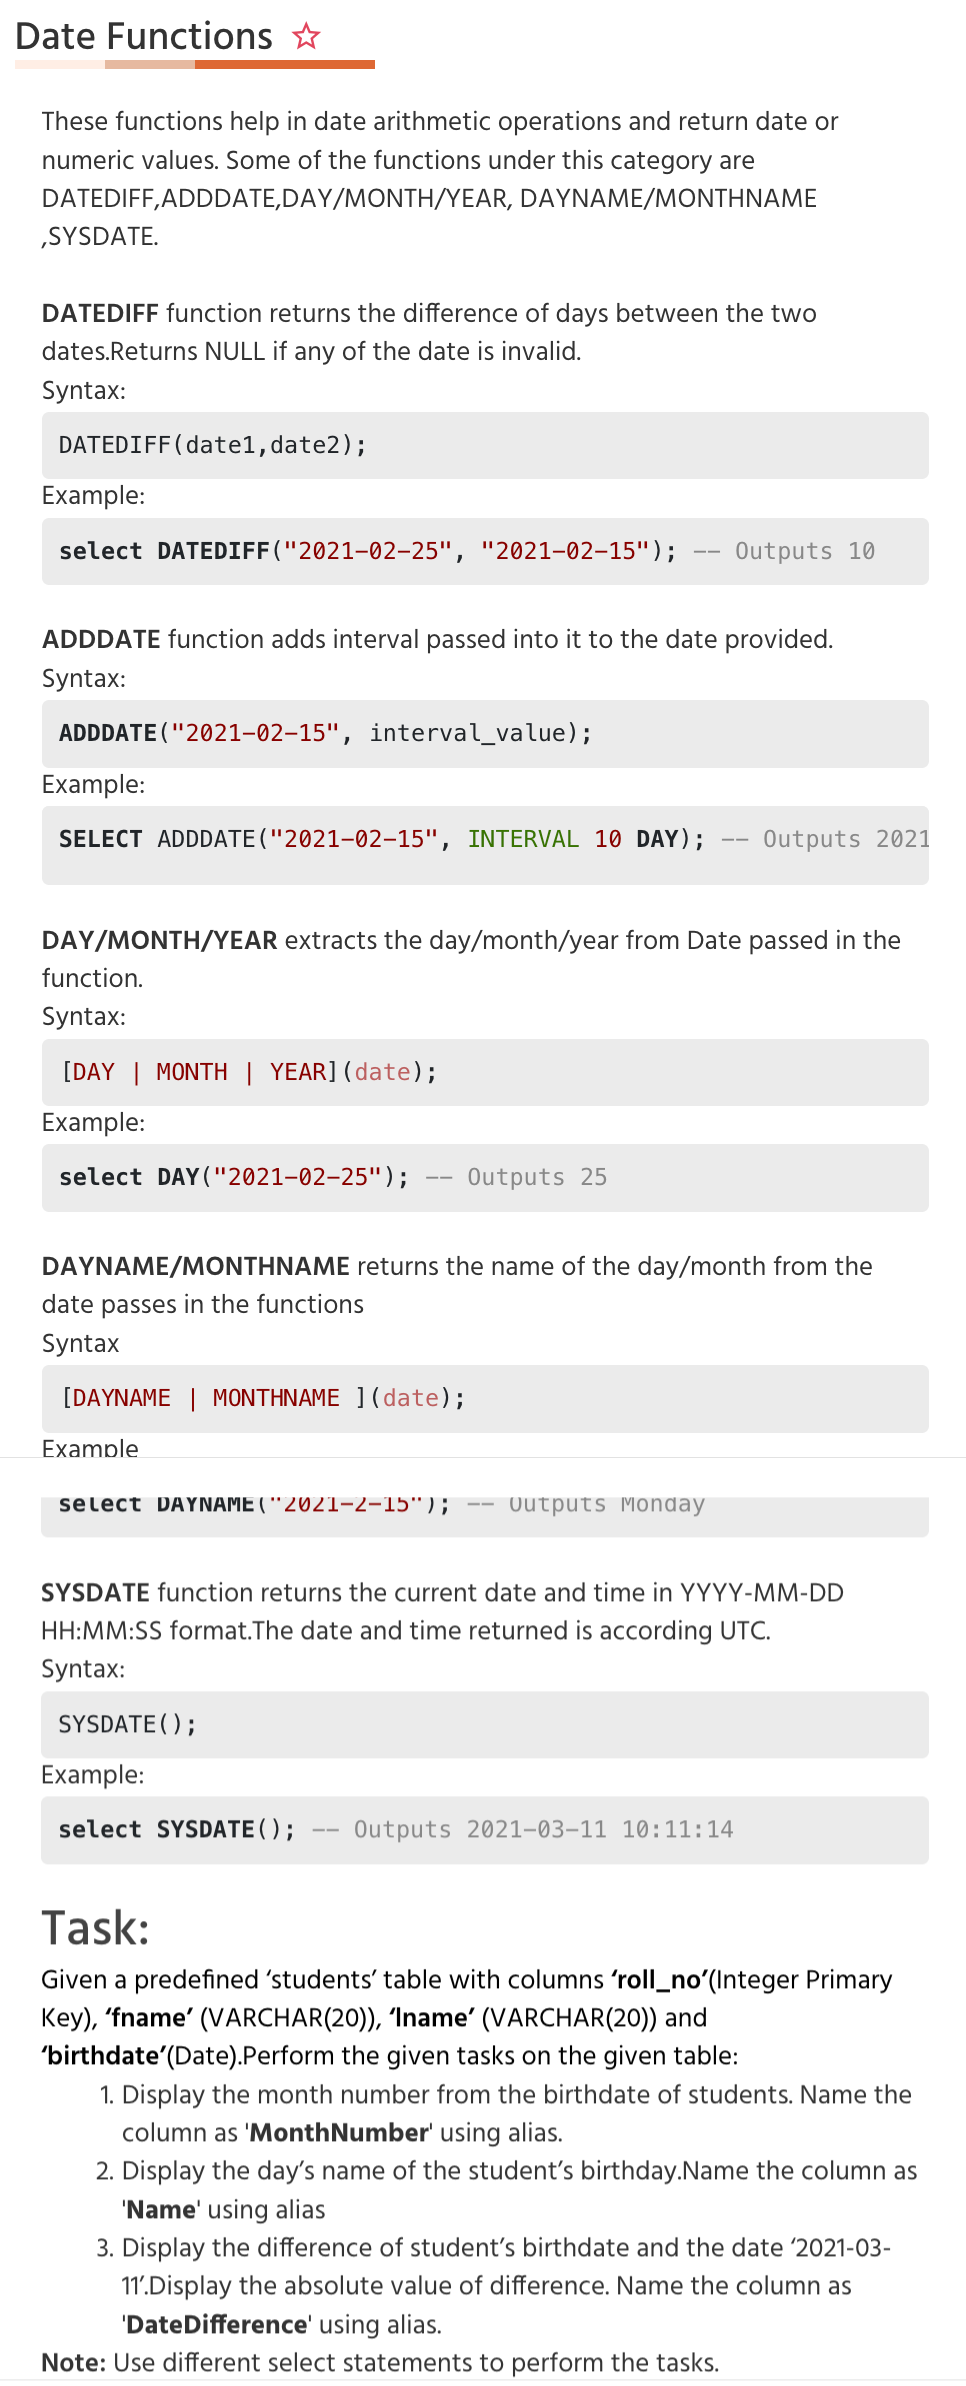 Date Functions
These functions help in date arithmetic operations and return date or
numeric values. Some of the functions under this category are
DATEDIFF,ADDDATE,DAY/MONTH/YEAR, DAYNAME/MONTHNAME
,SYSDATE.
DATEDIFF function returns the difference of days between the two
dates.Returns NULL if any of the date is invalid.
Syntax:
DATEDIFF(date1,date2);
Example:
select DATEDIFF("2021-02-25", "2021-02-15"); -- Outputs 10
ADDDATE function adds interval passed into it to the date provided.
Syntax:
ADDDATE("2021-02-15", interval_value);
Example:
SELECT ADDDATE("2021-02-15", INTERVAL 10 DAY); -- Outputs 2021
DAY/MONTH/YEAR extracts the day/month/year from Date passed in the
function.
Syntax:
[DAY | MONTH | YEAR](date);
Example:
select DAY("2021-02-25"); -- Outputs 25
DAYNAME/MONTHNAME returns the name of the day/month from the
date passes in the functions
Syntax
[DAYNAME | MONTHNAME ](date);
Example
select DAYNAME("2021-2-15"); -- Outputs Monday
SYSDATE function returns the current date and time in YYYY-MM-DD
HH:MM:SS format.The date and time returned is according UTC.
Syntax:
SYSDATE();
Example:
select SYSDATE(); -- Outputs 2021-03-11 10:11:14
Task:
Given a predefined ‘students’ table with columns ‘roll_no’(Integer Primary
Key), ‘fname’ (VARCHAR(20)), ‘lname’ (VARCHAR(20)) and
‘birthdate’(Date).Perform the given tasks on the given table:
1. Display the month number from the birthdate of students. Name the
column as 'MonthNumber' using alias.
2. Display the day’s name of the student’s birthday.Name the column as
'Name' using alias
3. Display the difference of student’s birthdate and the date ‘2021-03-
11’.Display the absolute value of difference. Name the column as
'DateDifference' using alias.
Note: Use different select statements to perform the tasks.